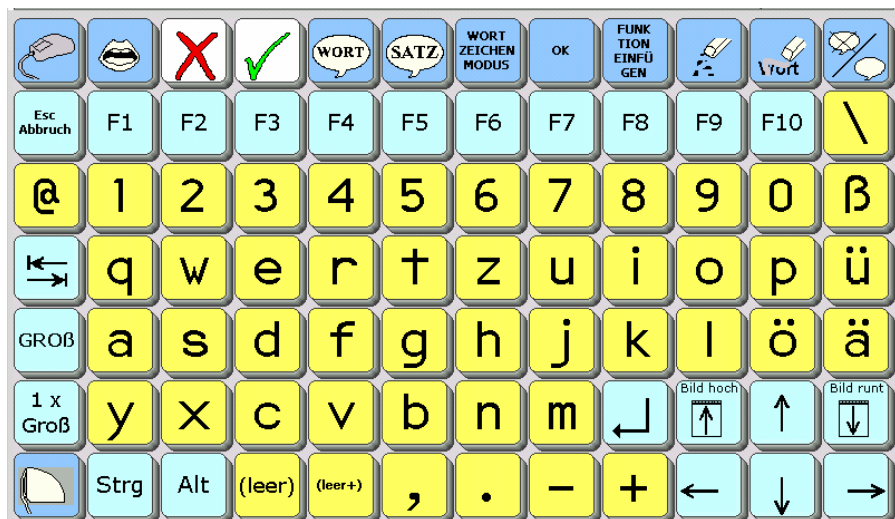 WORT SATZ WORT ZEICHEN MODUS OK FUNK TION EINFÜ GEN Wort
Esc Abbruch F1 F2 F3 F4 F5 F6 F7 F8 F9 F10 \
@ 1 2 3 4 5 6 7 8 9 0 ß
q w e r t z u i o p ü
GROß a s d f g h j k l ö ä
1 x Groß y x c v b n m Bild hoch ↑ Bild runt
Strg Alt (leer) (leer+) , . - + ← ↓ →